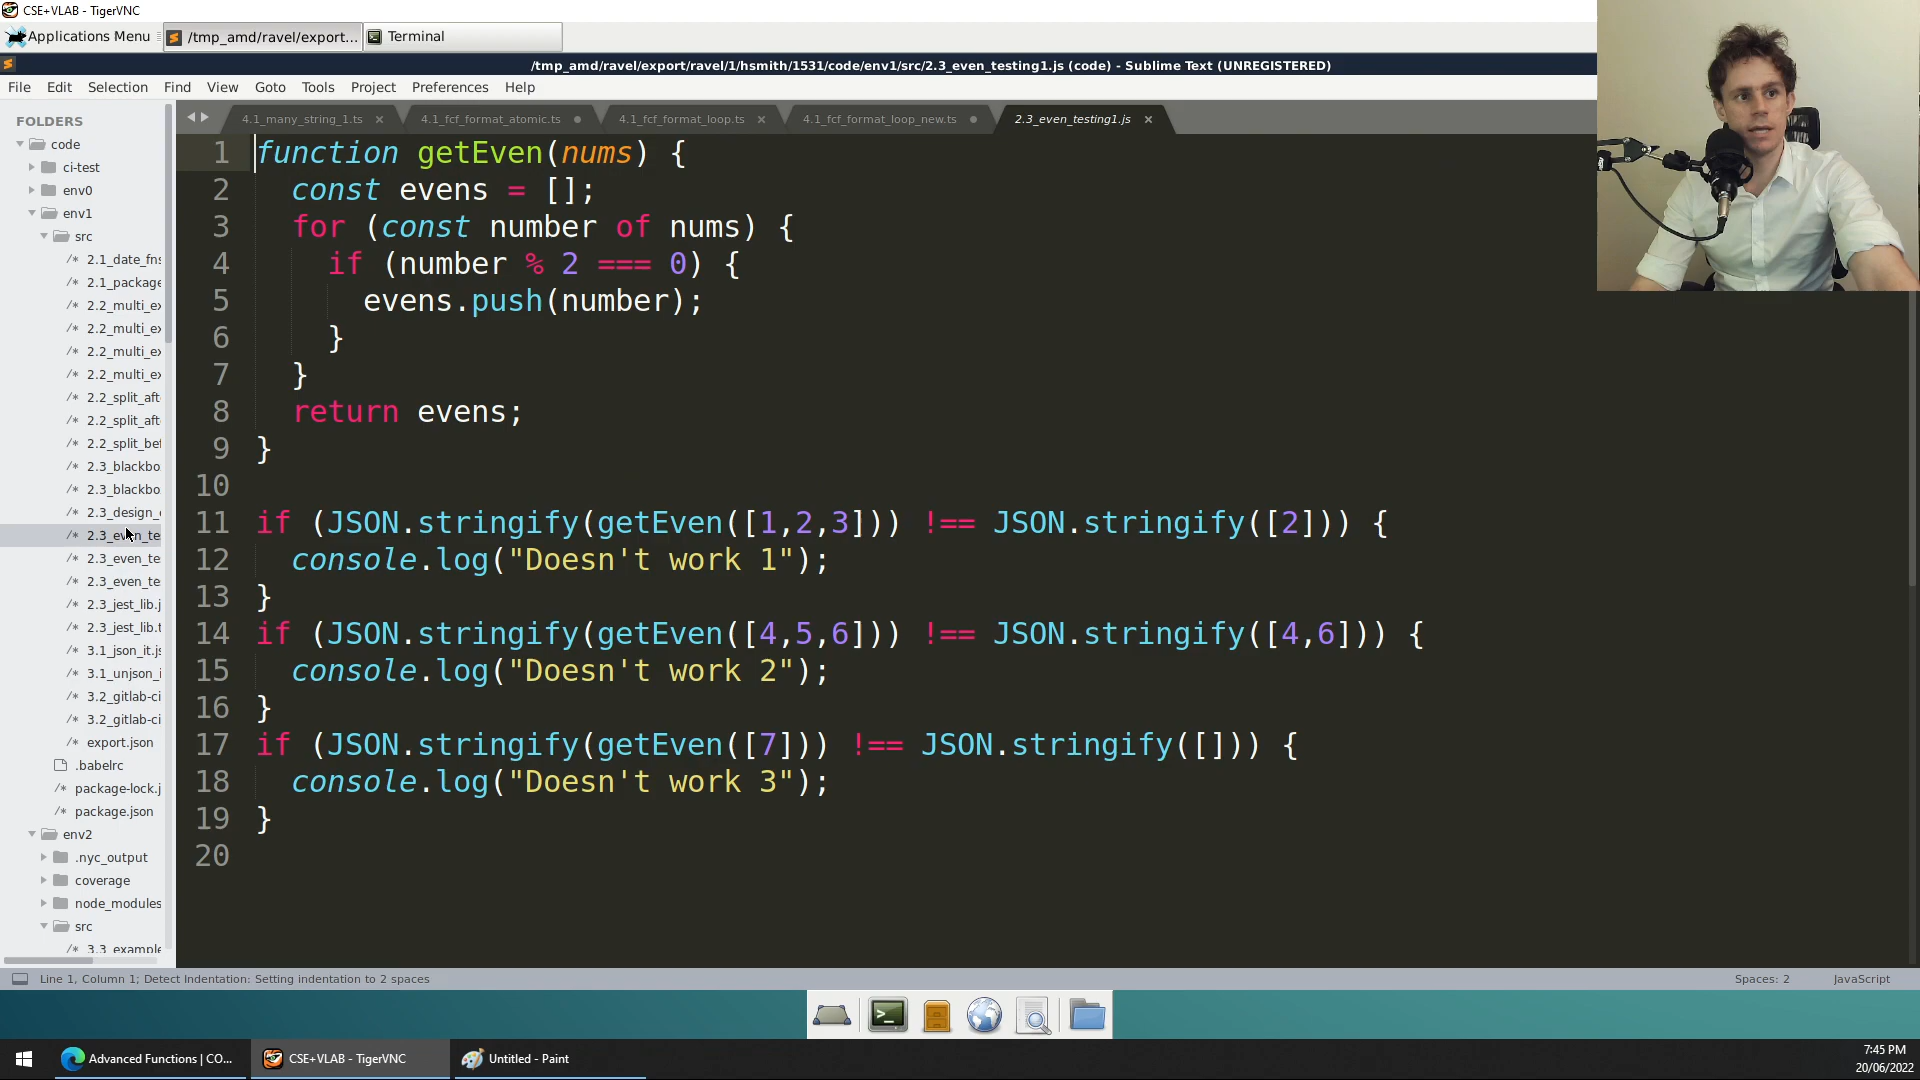 CSE+VLAB - TigerVNC
Applications Menu
/tmp_amd/ravel/export...
Terminal
/tmp_amd/ravel/export/ravel/1/hsmith/1531/code/env1/src/2.3_even_testing1.js (code) - Sublime Text (UNREGISTERED)
File Edit Selection Find View Goto Tools Project Preferences Help
4.1_many_string_1.ts
4.1_fcf_format_atomic.ts
4.1_fcf_format_loop.ts
4.1_fcf_format_loop_new.ts
2.3_even_testing1.js
FOLDERS
code
ci-test
env0
env1
src
/* 2.1_date_fns
/* 2.1_package
/* 2.2_multi_ex
/* 2.2_multi_ex
/* 2.2_multi_ex
/* 2.2_multi_ex
/* 2.2_split_aft
/* 2.2_split_aft
/* 2.2_split_bef
/* 2.3_blackbo
/* 2.3_blackbo
/* 2.3_design_
/* 2.3_even_te
/* 2.3_even_te
/* 2.3_even_te
/* 2.3_jest_lib.j
/* 2.3_jest_lib.t
/* 3.1_json_it.js
/* 3.1_unjson_i
/* 3.2_gitlab-ci
/* 3.2_gitlab-ci
/* export.json
.babelrc
/* package-lock.j
/* package.json
env2
.nyc_output
coverage
node_modules
src
/* 3.3_example
1 function getEven(nums) {
2 const evens = [];
3 for (const number of nums) {
4 if (number % 2 === 0) {
5 evens.push(number);
6 }
7 }
8 return evens;
9 }
10
11 if (JSON.stringify(getEven([1,2,3])) !== JSON.stringify([2])) {
12 console.log("Doesn't work 1");
13 }
14 if (JSON.stringify(getEven([4,5,6])) !== JSON.stringify([4,6])) {
15 console.log("Doesn't work 2");
16 }
17 if (JSON.stringify(getEven([7])) !== JSON.stringify([])) {
18 console.log("Doesn't work 3");
19 }
20
Line 1, Column 1; Detect Indentation: Setting indentation to 2 spaces
Spaces: 2
JavaScript
Advanced Functions | CO...
CSE+VLAB - TigerVNC
Untitled - Paint
7:45 PM
20/06/2022